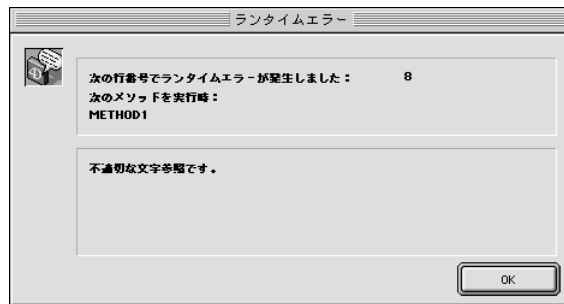 ランタイムエラー
次の行番号でランタイムエラーが発生しました： 8
次のメソッドを実行時：
METHOD1
不適切な文字参照です。
OK